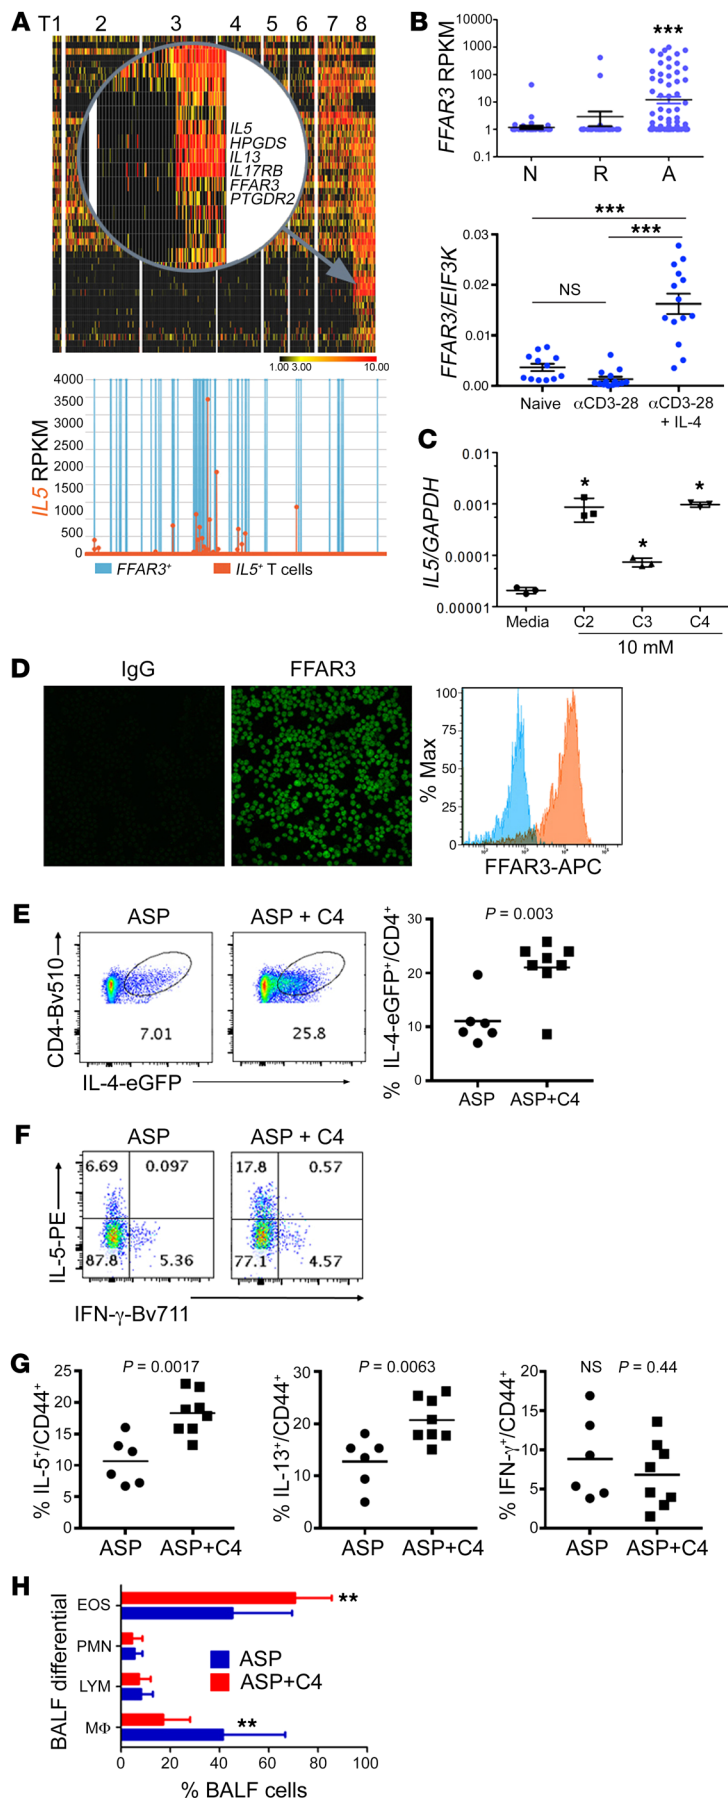 A
T1 2 3 4 5 6 7 8
IL5
HPGDS
IL13
IL17RB
FFAR3
PTGDR2
1.00 3.00 10.00
IL5 RPKM
4000
3500
3000
2500
2000
1500
1000
500
0
FFAR3⁺ IL5⁺ T cells
B
FFAR3 RPKM
10000
1000
100
10
1
0.1
***
N R A
FFAR3/EIF3K
0.03
0.02
0.01
0.00
***
***
NS
Naive αCD3-28 αCD3-28
+ IL-4
C
IL5/GAPDH
0.01
0.001
0.0001
0.00001
* * *
Media C2 C3 C4
10 mM
D
IgG FFAR3
% Max
100
75
50
25
0
FFAR3-APC
E
ASP ASP + C4
CD4-Bv510
7.01 25.8
IL-4-eGFP
% IL-4-eGFP⁺/CD4⁺
P = 0.003
30
20
10
0
ASP ASP+C4
F
ASP ASP + C4
IL-5-PE
6.69 0.097 17.8 0.57
87.8 5.36 77.1 4.57
IFN-γ-Bv711
G
% IL-5⁺/CD44⁺
P = 0.0017
25
20
15
10
5
0
ASP ASP+C4
% IL-13⁺/CD44⁺
P = 0.0063
30
20
10
0
ASP ASP+C4
% IFN-γ⁺/CD44⁺
NS P = 0.44
20
15
10
5
0
ASP ASP+C4
H
BALF differential
EOS **
PMN
LYM
MΦ **
ASP
ASP+C4
0 20 40 60 80 100
% BALF cells